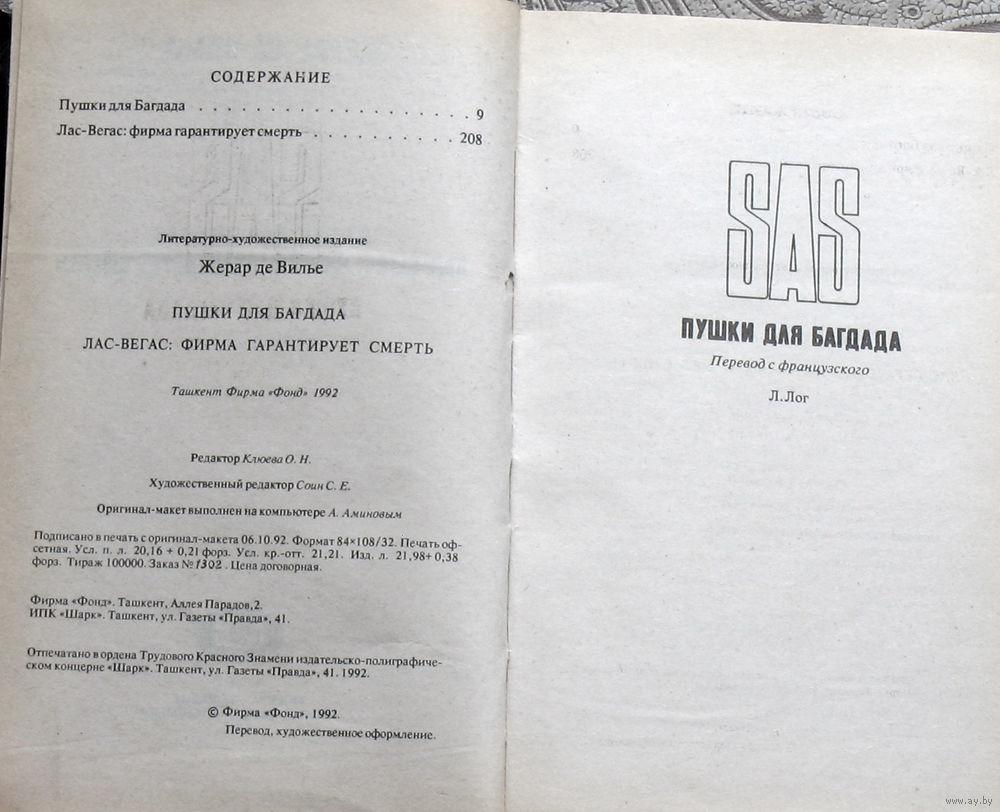 СОДЕРЖАНИЕ
Пушки для Багдада . . . . . . . . . . . . . . . . . . . 9
Лас-Вегас: фирма гарантирует смерть . . . . . . . . . . 208
Литературно-художественное издание
Жерар де Вилье
ПУШКИ ДЛЯ БАГДАДА
ЛАС-ВЕГАС: ФИРМА ГАРАНТИРУЕТ СМЕРТЬ
Ташкент Фирма «Фонд» 1992
Редактор Клюева О. Н.
Художественный редактор Соин С. Е.
Оригинал-макет выполнен на компьютере А. Аминовым
Подписано в печать с оригинал-макета 06.10.92. Формат 84×108/32. Печать оф-
сетная. Усл. п. л. 20,16 + 0,21 форз. Усл. кр.-отт. 21,21. Изд. л. 21,98+0,38
форз. Тираж 100000. Заказ № 1302. Цена договорная.
Фирма «Фонд». Ташкент, Аллея Парадов,2.
ИПК «Шарк». Ташкент, ул. Газеты «Правда», 41.
Отпечатано в ордена Трудового Красного Знамени издательско-полиграфиче-
ском концерне «Шарк». Ташкент, ул. Газеты «Правда», 41. 1992.
© Фирма «Фонд», 1992.
Перевод, художественное оформление.
SAS
ПУШКИ ДЛЯ БАГДАДА
Перевод с французского
Л.Лог
www.ay.by